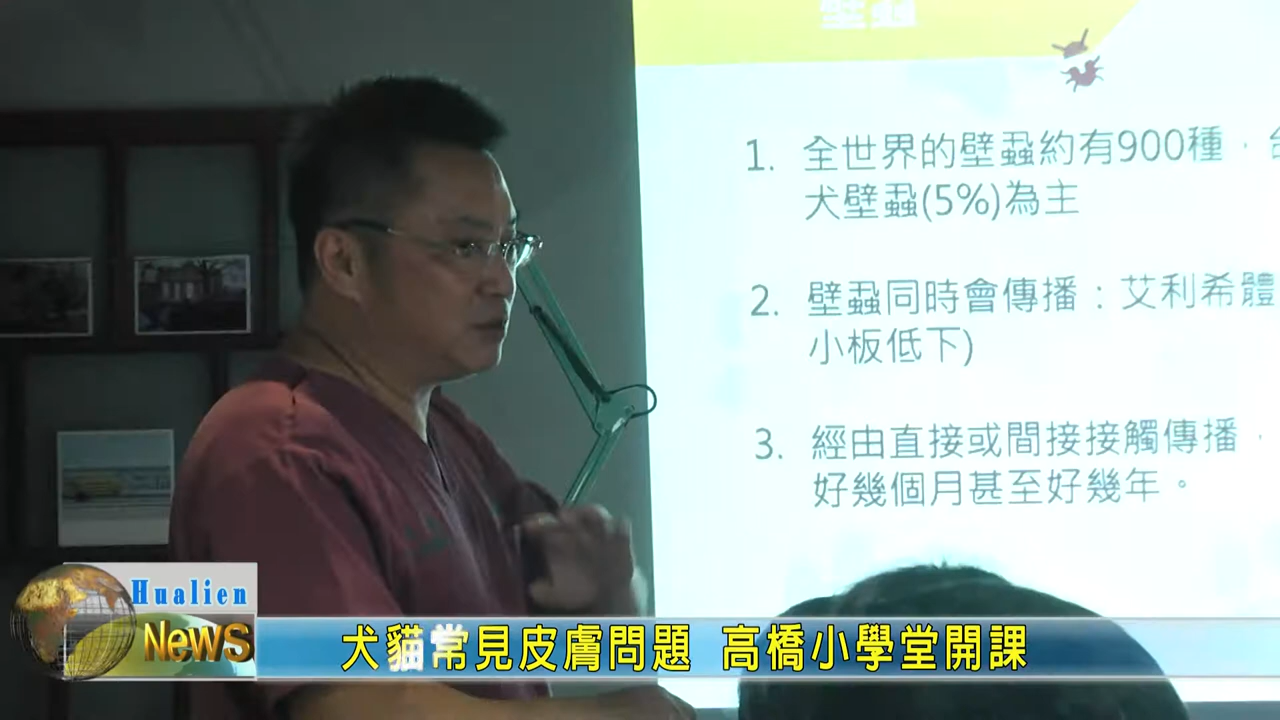 壁蝨
1. 全世界的壁蝨約有900種，台
犬壁蝨(5%)為主
2. 壁蝨同時會傳播：艾利希體
小板低下)
3. 經由直接或間接接觸傳播，
好幾個月甚至好幾年。
Hualien
News
犬貓常見皮膚問題 高橋小學堂開課